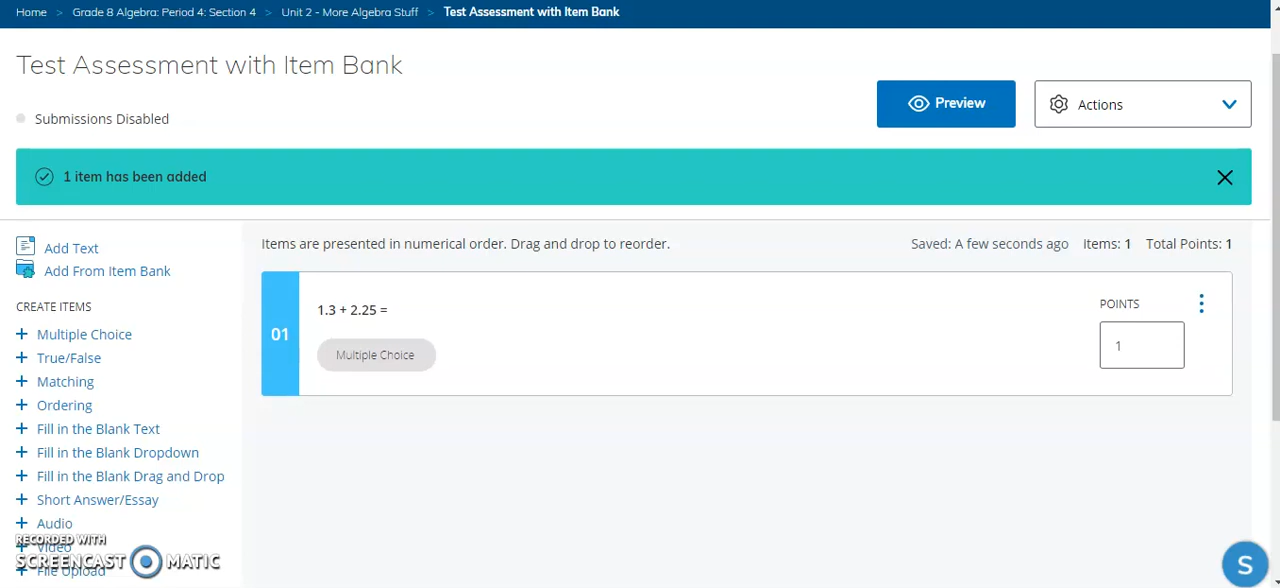 Home > Grade 8 Algebra: Period 4: Section 4 > Unit 2 - More Algebra Stuff > Test Assessment with Item Bank
Test Assessment with Item Bank
Preview
Actions
Submissions Disabled
1 item has been added
Add Text
Add From Item Bank
CREATE ITEMS
+ Multiple Choice
+ True/False
+ Matching
+ Ordering
+ Fill in the Blank Text
+ Fill in the Blank Dropdown
+ Fill in the Blank Drag and Drop
+ Short Answer/Essay
+ Audio
+ Video
+ File Upload
Items are presented in numerical order. Drag and drop to reorder.
Saved: A few seconds ago Items: 1 Total Points: 1
01
1.3 + 2.25 =
Multiple Choice
POINTS
1
RECORDED WITH
SCREENCAST MATIC
S